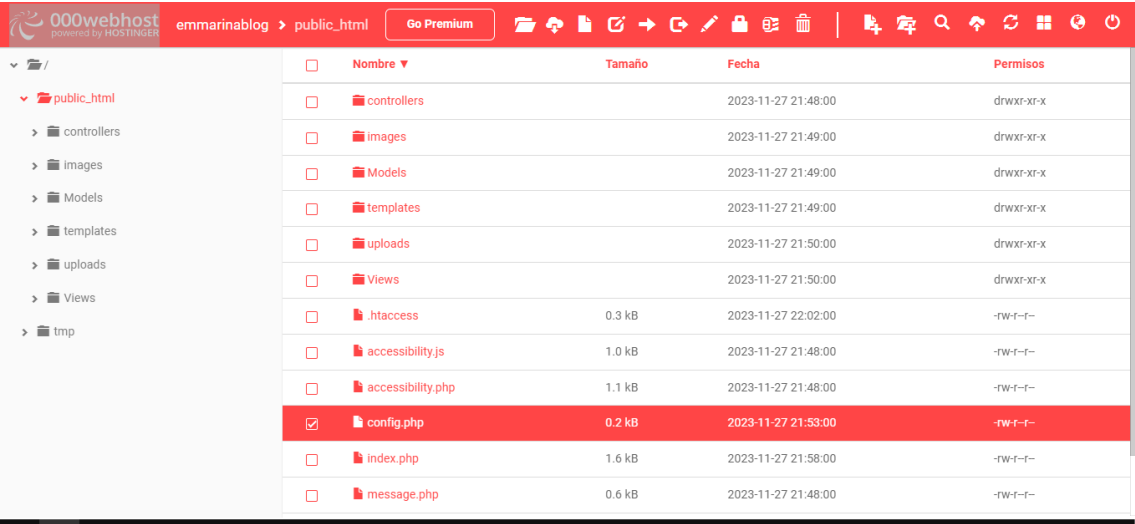 000webhost
powered by HOSTINGER
emmarinablog > public_html
Go Premium
/
public_html
controllers
images
Models
templates
uploads
Views
tmp
Nombre ▼ Tamaño Fecha Permisos
controllers 2023-11-27 21:48:00 drwxr-xr-x
images 2023-11-27 21:49:00 drwxr-xr-x
Models 2023-11-27 21:49:00 drwxr-xr-x
templates 2023-11-27 21:49:00 drwxr-xr-x
uploads 2023-11-27 21:50:00 drwxr-xr-x
Views 2023-11-27 21:50:00 drwxr-xr-x
.htaccess 0.3 kB 2023-11-27 22:02:00 -rw-r--r--
accessibility.js 1.0 kB 2023-11-27 21:48:00 -rw-r--r--
accessibility.php 1.1 kB 2023-11-27 21:48:00 -rw-r--r--
config.php 0.2 kB 2023-11-27 21:53:00 -rw-r--r--
index.php 1.6 kB 2023-11-27 21:58:00 -rw-r--r--
message.php 0.6 kB 2023-11-27 21:48:00 -rw-r--r--